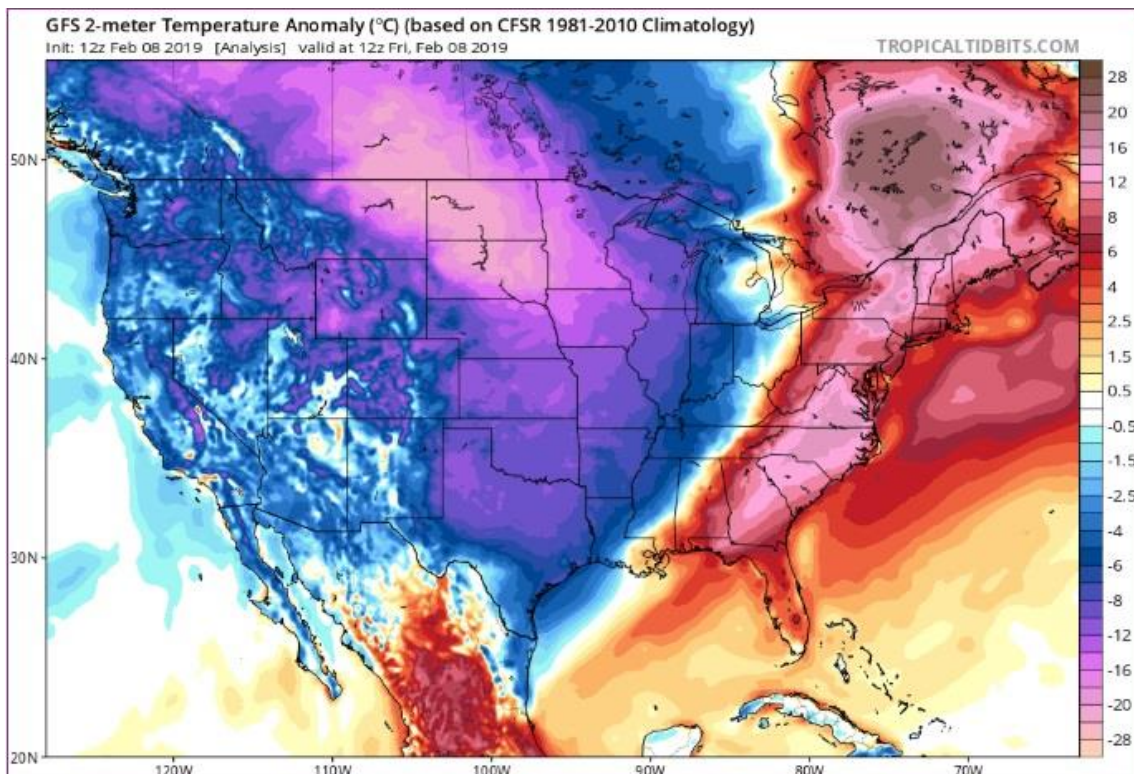 GFS 2-meter Temperature Anomaly (°C) (based on CFSR 1981-2010 Climatology)
Init: 12z Feb 08 2019 [Analysis] valid at 12z Fri, Feb 08 2019
TROPICALTIDBITS.COM
50N
40N
30N
20N
120W
110W
100W
90W
80W
70W
28
20
16
12
8
6
4
2.5
1.5
0.5
-0.5
-1.5
-2.5
-4
-6
-8
-12
-16
-20
-28